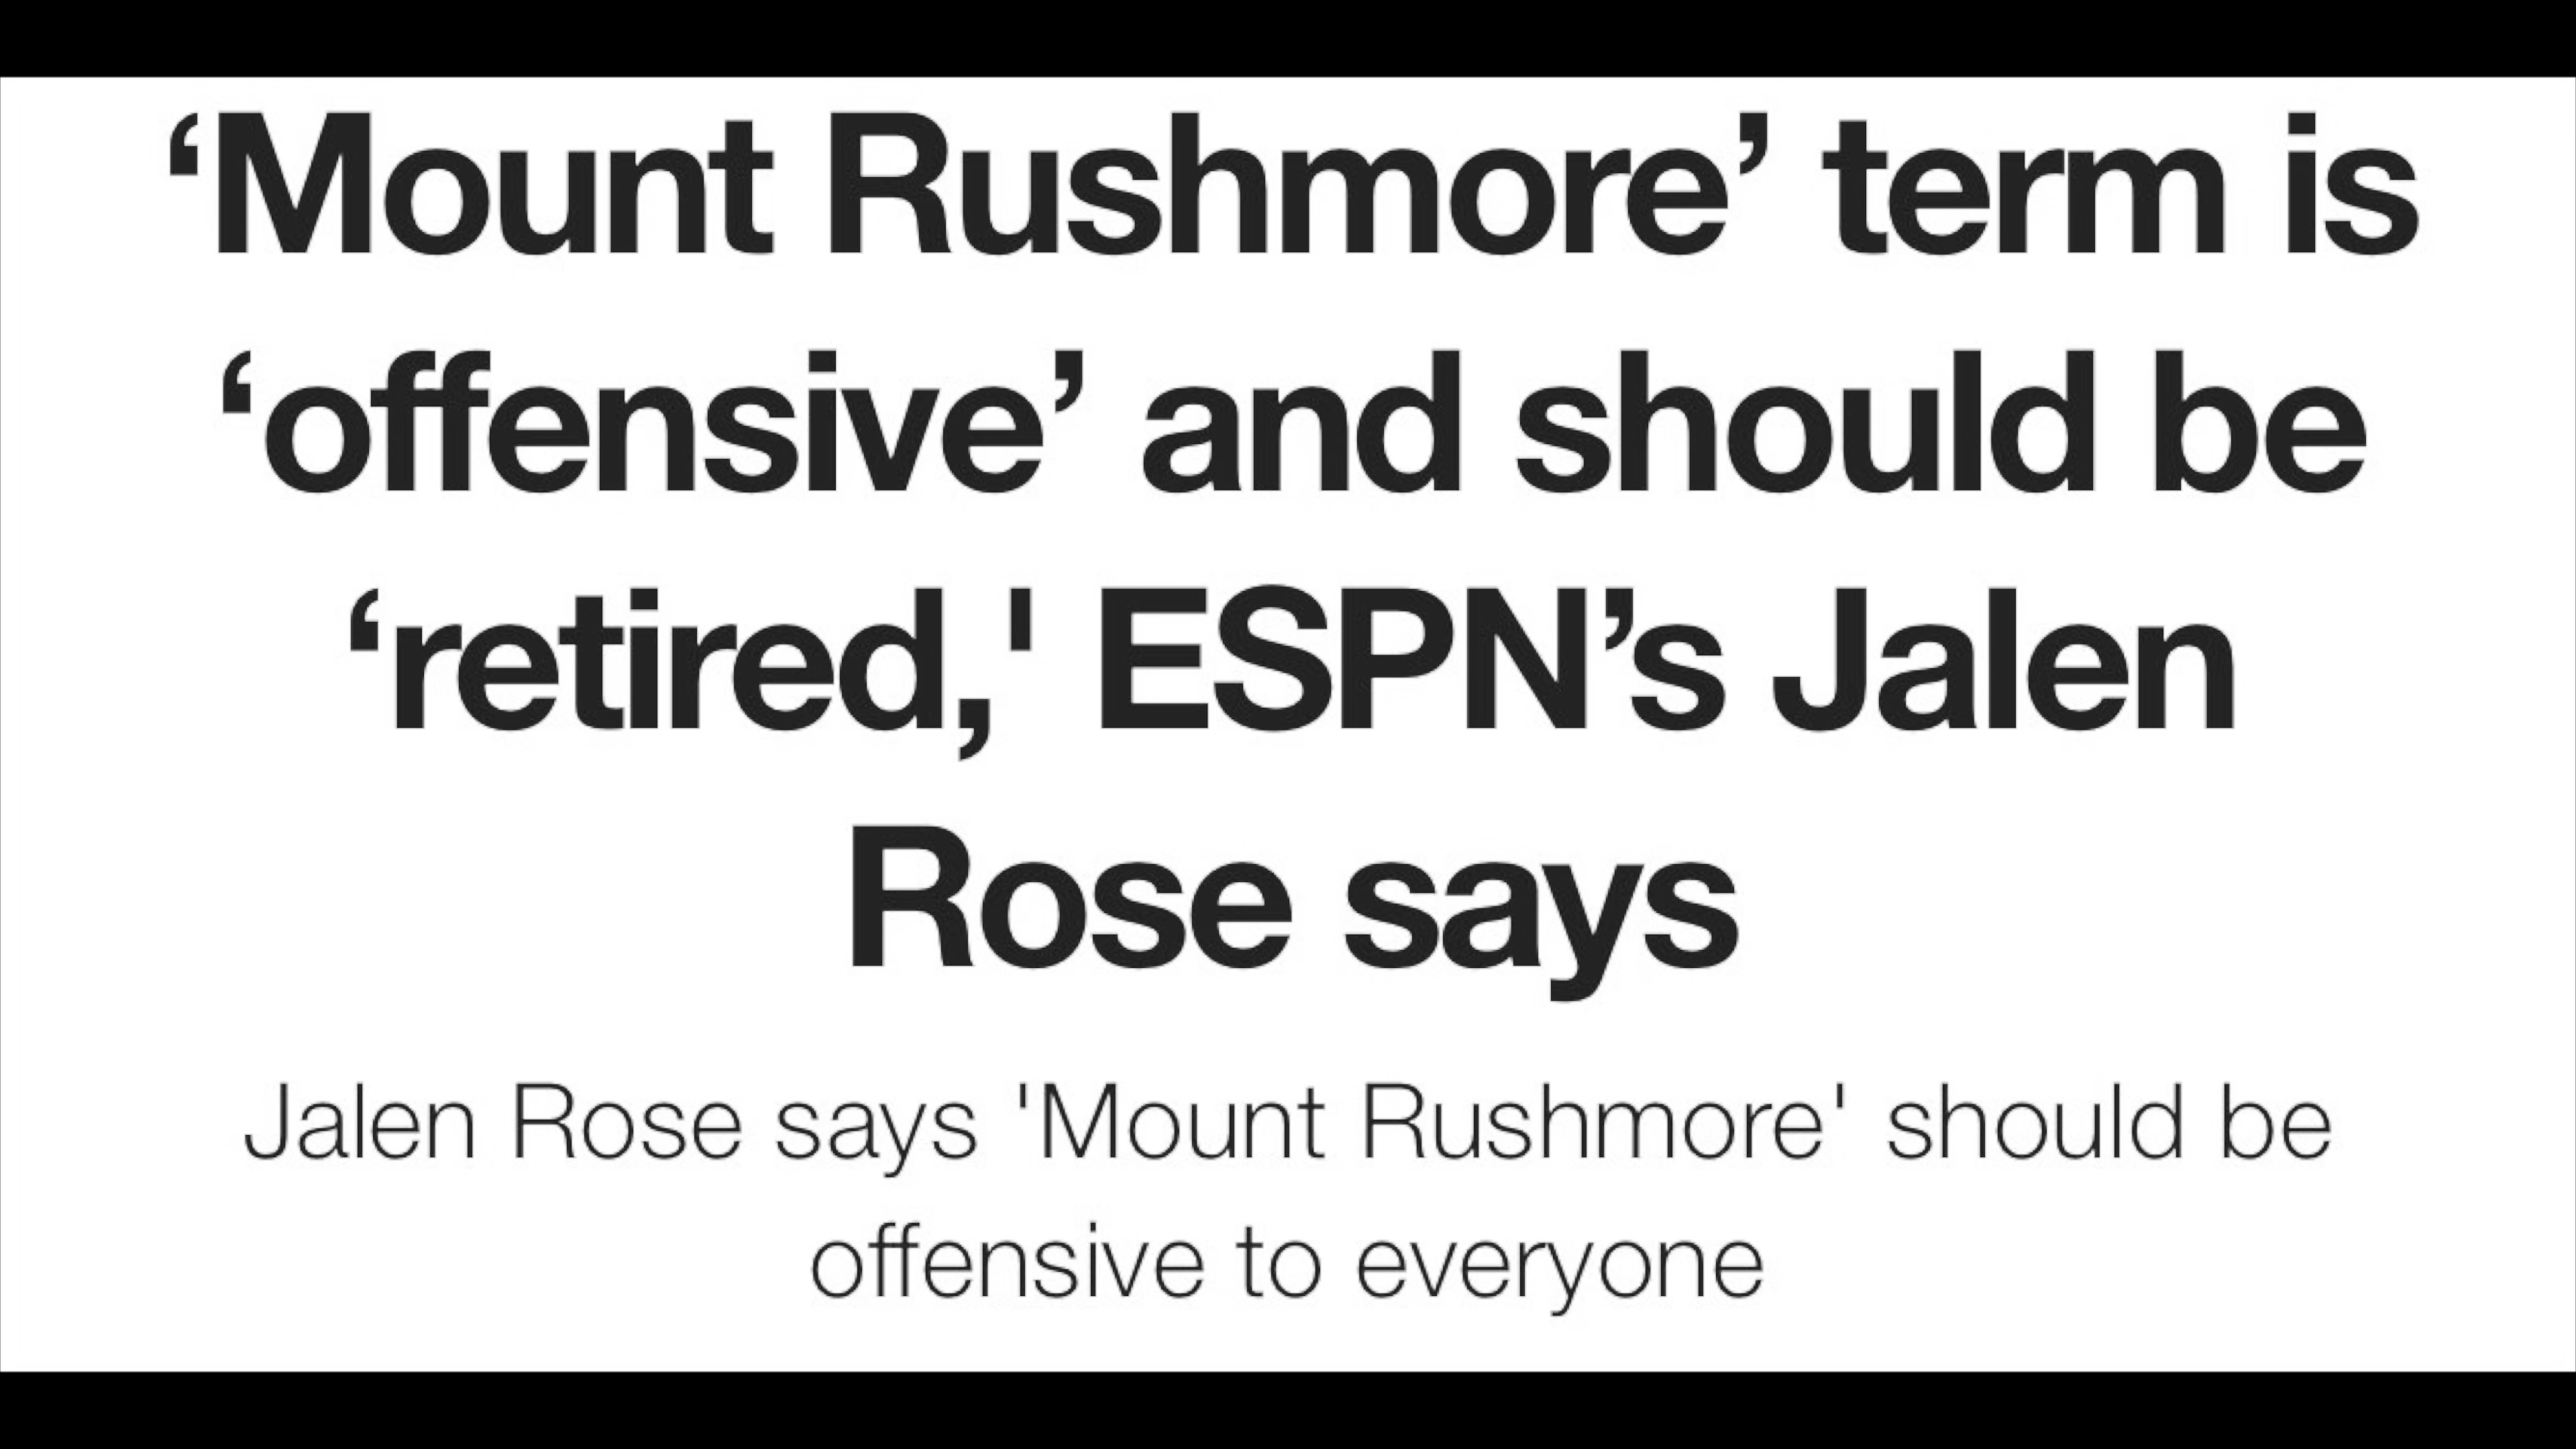 ‘Mount Rushmore’ term is
‘offensive’ and should be
‘retired,' ESPN’s Jalen
Rose says
Jalen Rose says 'Mount Rushmore' should be
offensive to everyone